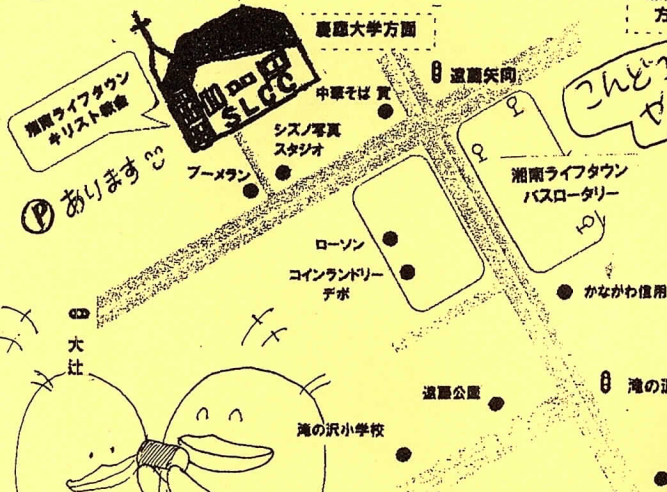 慶應大学方面
方
遠藤矢向
こんど
中華そば 貫
湘南ライフタウン
キリスト教会
SLCC
シズノ写真
スタジオ
ブーメラン
Ⓟ あります
湘南ライフタウン
バスロータリー
ローソン
コインランドリー
デポ
かながわ信用
大
辻
遠藤公園
滝の沢
滝の沢小学校